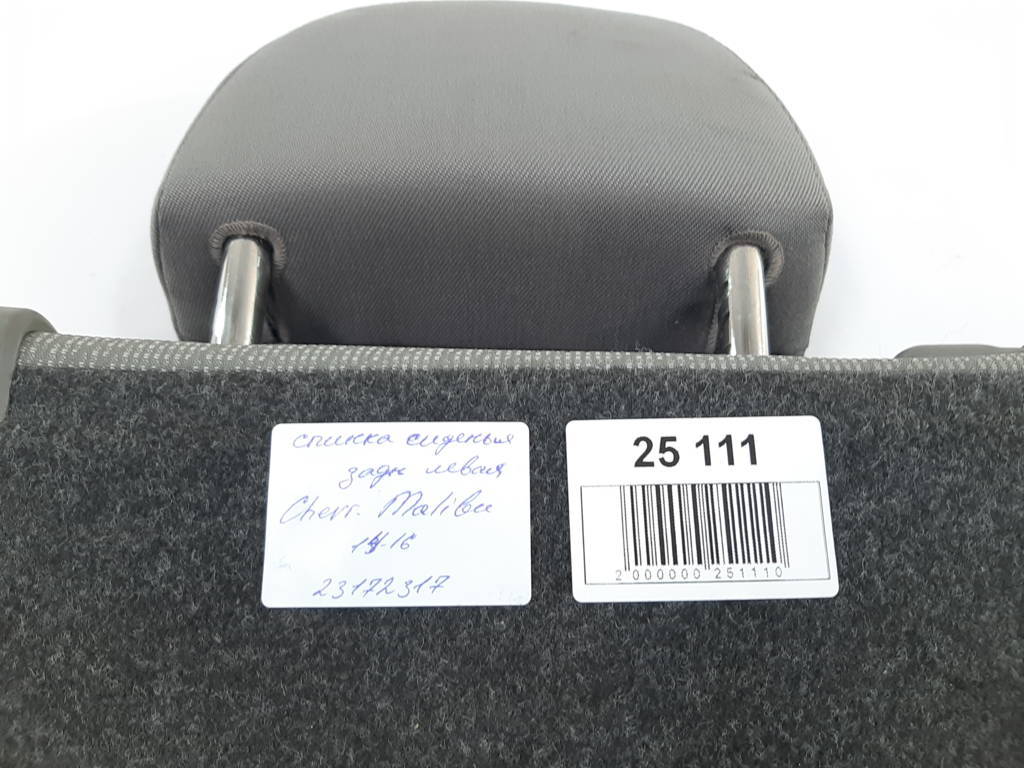 спинка сиденья
задн левая
Chevr. Malibu
14-16
23172317
25 111
2 000000 251110